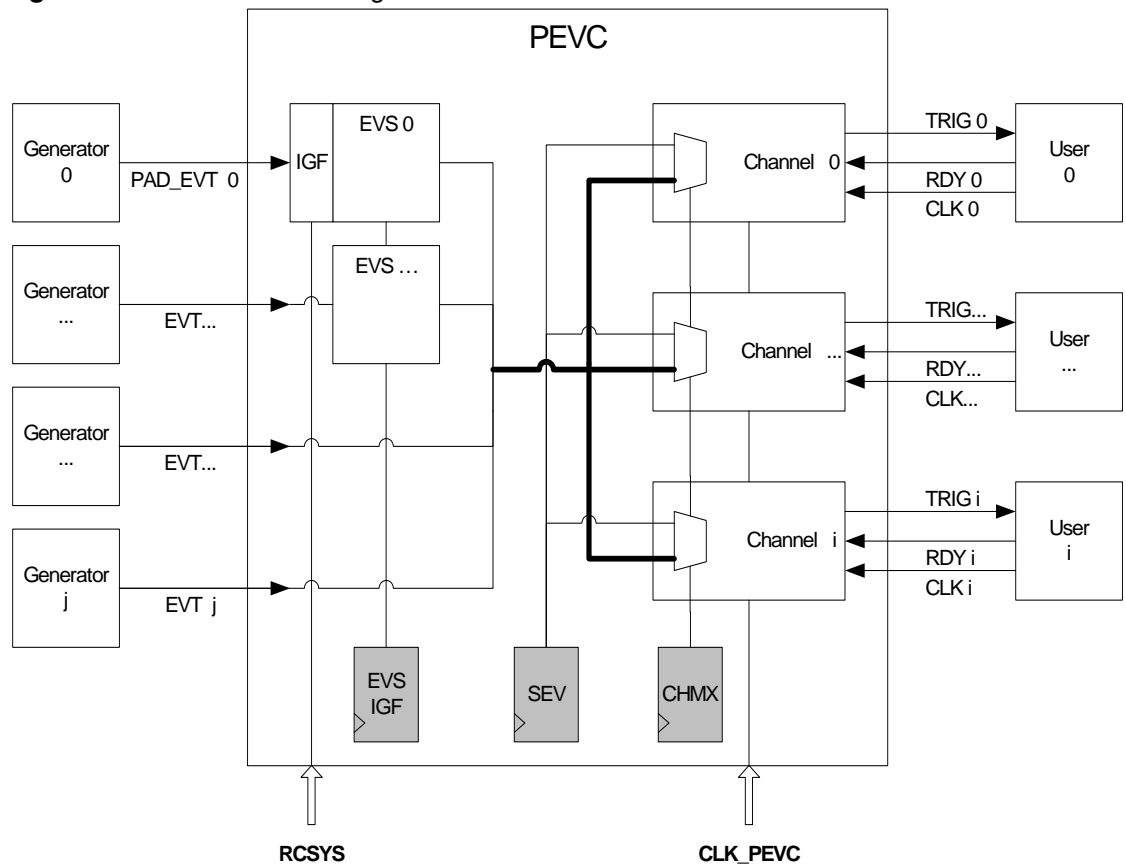 PEVC
Generator
0
PAD_EVT 0
IGF
EVS 0
Channel 0
TRIG 0
RDY 0
CLK 0
User
0
Generator
...
EVT...
EVS ...
Channel ...
TRIG...
RDY...
CLK...
User
...
Generator
...
EVT...
Generator
j
EVT j
Channel i
TRIG i
RDY i
CLK i
User
i
EVS
IGF
SEV
CHMX
RCSYS
CLK_PEVC